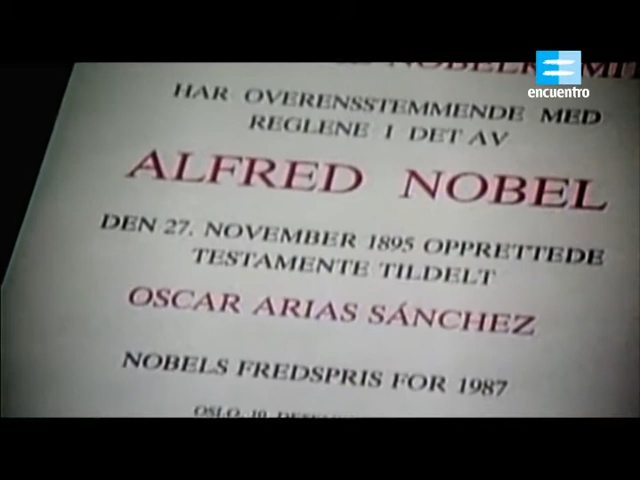 encuentro
HAR OVERENSSTEMMENDE MED
REGLENE I DET AV
ALFRED NOBEL
DEN 27. NOVEMBER 1895 OPPRETTEDE
TESTAMENTE TILDELT
OSCAR ARIAS SÁNCHEZ
NOBELS FREDSPRIS FOR 1987